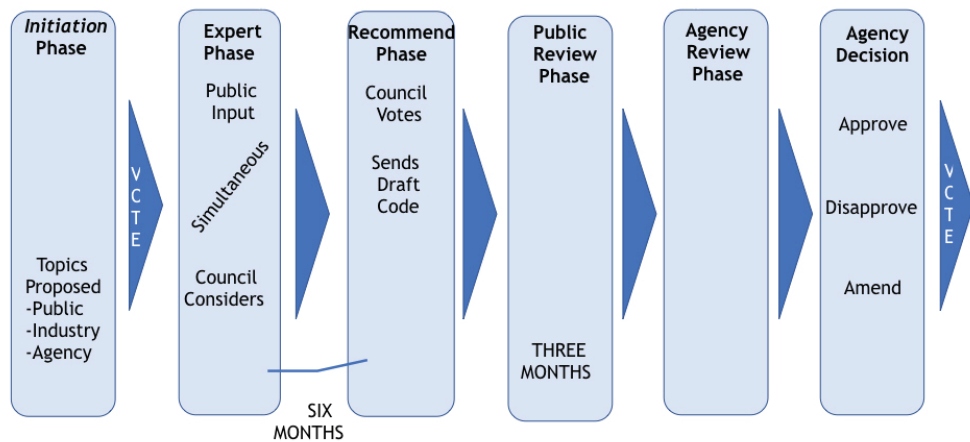 Initiation
Phase
Topics
Proposed
-Public
-Industry
-Agency
V
C
T
E
Expert
Phase
Public
Input
Simultaneous
Council
Considers
SIX
MONTHS
Recommend
Phase
Council
Votes
Sends
Draft
Code
Public
Review
Phase
THREE
MONTHS
Agency
Review
Phase
Agency
Decision
Approve
Disapprove
Amend
V
C
T
E